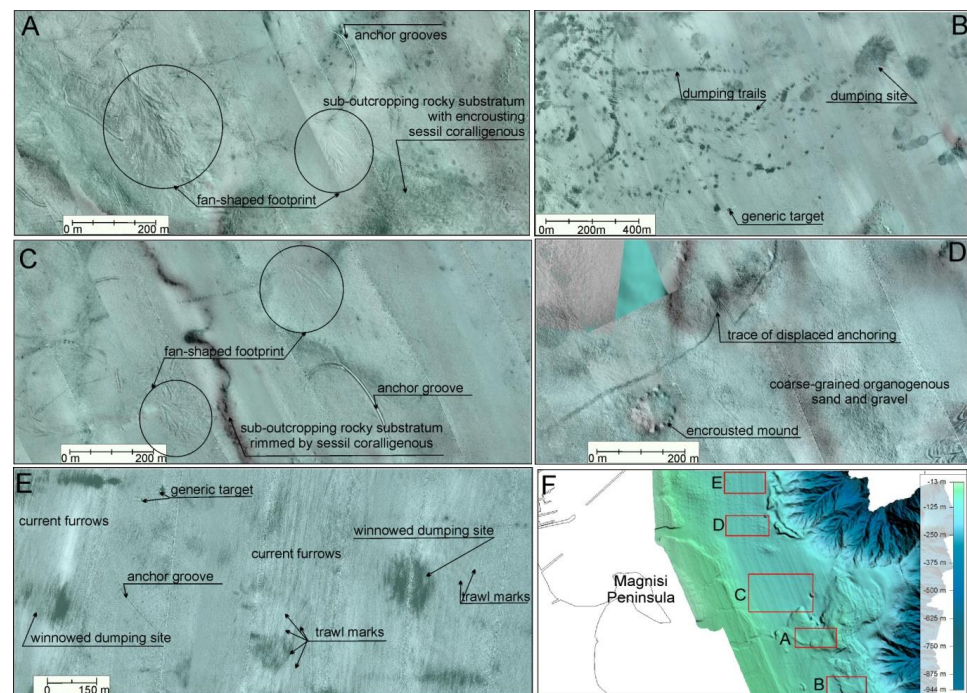 A
anchor grooves
sub-outcropping rocky substratum
with encrusting
sessil coralligenous
fan-shaped footprint
0 m
200 m
B
dumping trails
dumping site
generic target
0m
200m
400m
C
fan-shaped footprint
anchor groove
sub-outcropping rocky substratum
rimmed by sessil coralligenous
0 m
200 m
D
trace of displaced anchoring
coarse-grained organogenous
sand and gravel
encrousted mound
0 m
200 m
E
generic target
current furrows
winnowed dumping site
current furrows
anchor groove
trawl marks
winnowed dumping site
trawl marks
0 m
150 m
F
E
D
C
A
B
Magnisi
Peninsula
-13 m
-125 m
-250 m
-375 m
-500 m
-625 m
-750 m
-875 m
-944 m